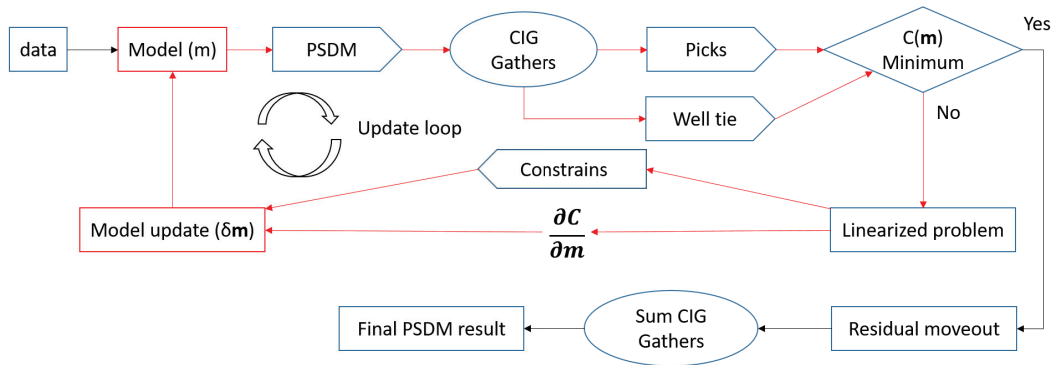 data
Model (m)
PSDM
CIG
Gathers
Picks
C(m)
Minimum
Yes
Well tie
No
Update loop
Constrains
Model update (δm)
∂C
∂m
Linearized problem
Final PSDM result
Sum CIG
Gathers
Residual moveout